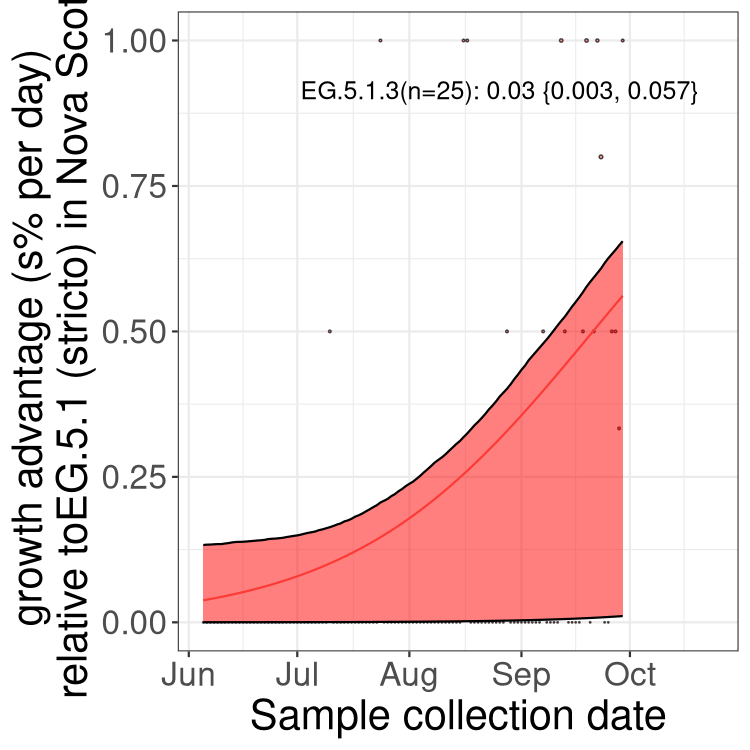 growth advantage (s% per day)
relative toEG.5.1 (stricto) in Nova Scot
1.00
0.75
0.50
0.25
0.00
EG.5.1.3(n=25): 0.03 {0.003, 0.057}
Jun Jul Aug Sep Oct
Sample collection date